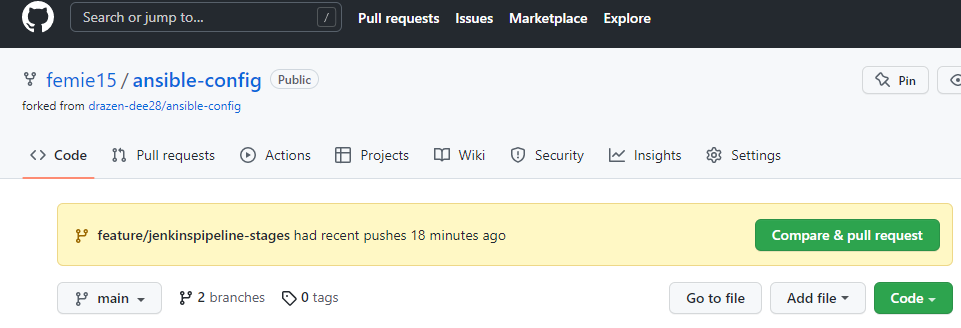 Search or jump to... / Pull requests Issues Marketplace Explore
femie15 / ansible-config Public Pin
forked from drazen-dee28/ansible-config
Code Pull requests Actions Projects Wiki Security Insights Settings
feature/jenkinspipeline-stages had recent pushes 18 minutes ago Compare & pull request
main 2 branches 0 tags Go to file Add file Code